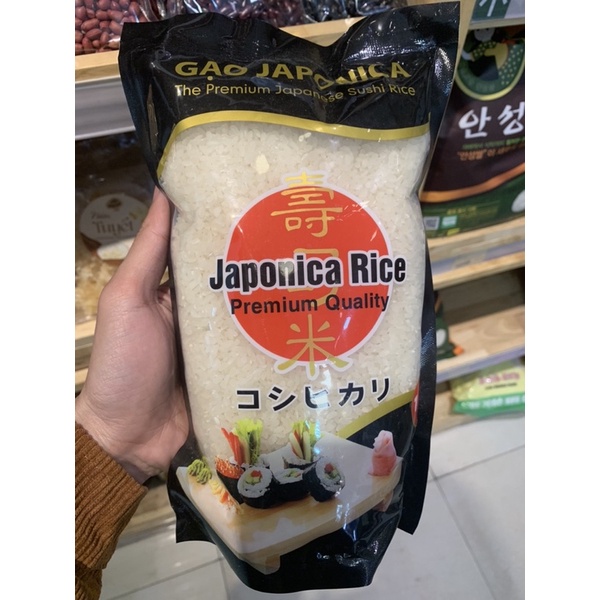 GẠO JAPONICA
The Premium Japanese Sushi Rice
壽
司
米
Japonica Rice
Premium Quality
コシヒカリ
안성